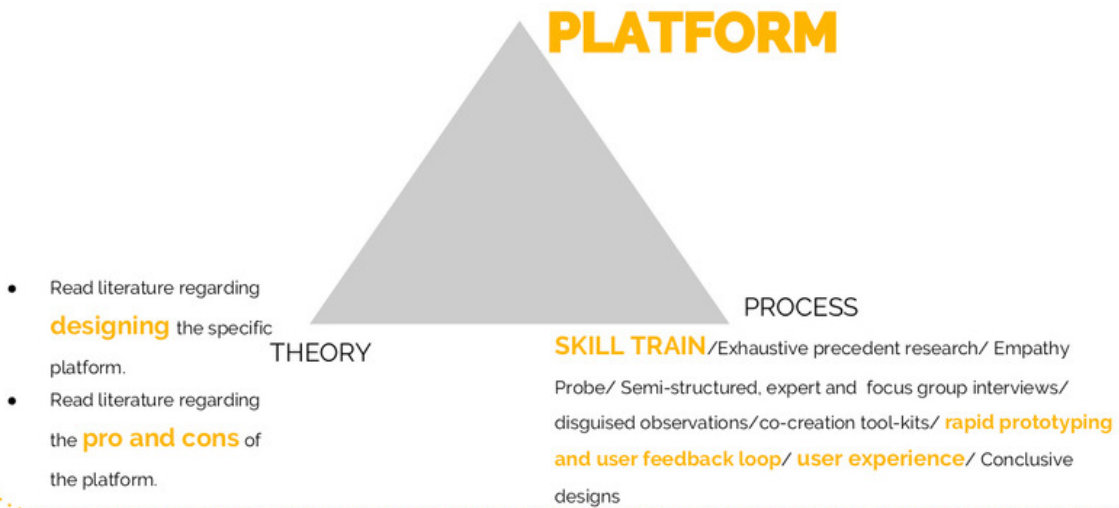 PLATFORM
● Read literature regarding
designing the specific
platform.
● Read literature regarding
the pro and cons of
the platform.
THEORY
PROCESS
SKILL TRAIN/Exhaustive precedent research/ Empathy
Probe/ Semi-structured, expert and focus group interviews/
disguised observations/co-creation tool-kits/ rapid prototyping
and user feedback loop/ user experience/ Conclusive
designs